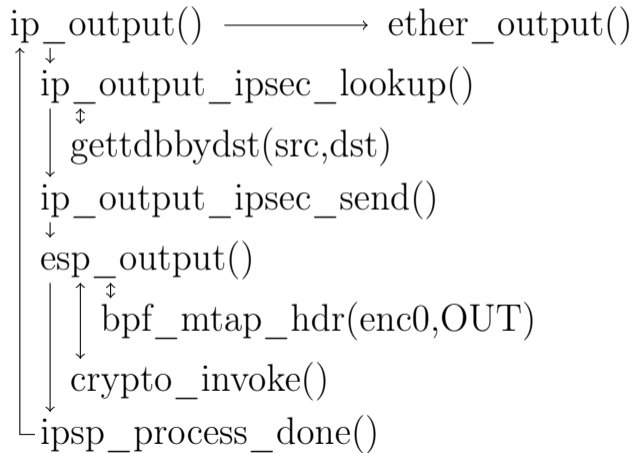 ip_output() ether_output()
ip_output_ipsec_lookup()
gettdbbydst(src,dst)
ip_output_ipsec_send()
esp_output()
bpf_mtap_hdr(enc0,OUT)
crypto_invoke()
ipsp_process_done()